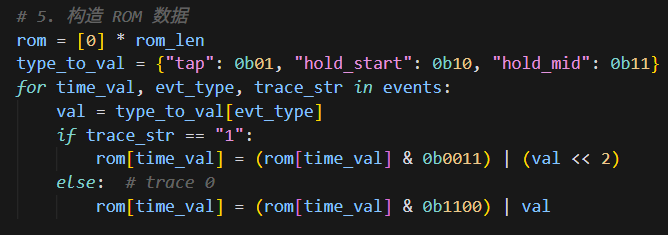 # 5. 构造 ROM 数据
rom = [0] * rom_len
type_to_val = {"tap": 0b01, "hold_start": 0b10, "hold_mid": 0b11}
for time_val, evt_type, trace_str in events:
    val = type_to_val[evt_type]
    if trace_str == "1":
        rom[time_val] = (rom[time_val] & 0b0011) | (val << 2)
    else:  # trace 0
        rom[time_val] = (rom[time_val] & 0b1100) | val